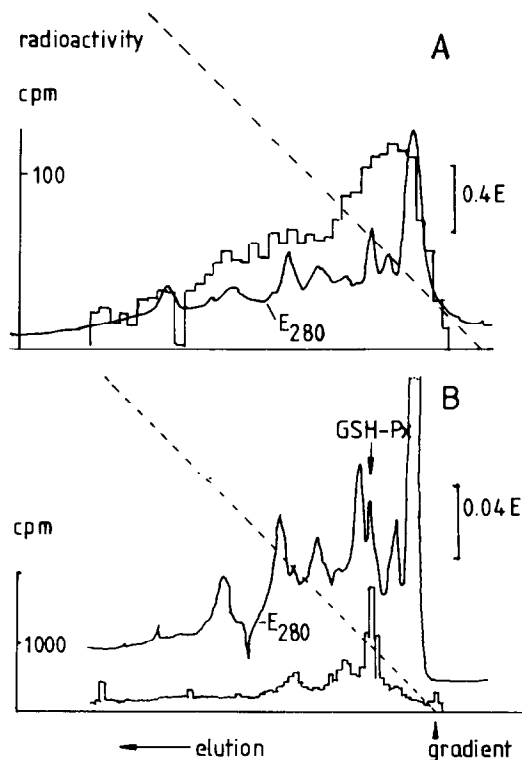 radioactivity
A
cpm
100
0.4E
E280
B
GSH-Px
cpm
0.04E
1000
E280
elution
gradient